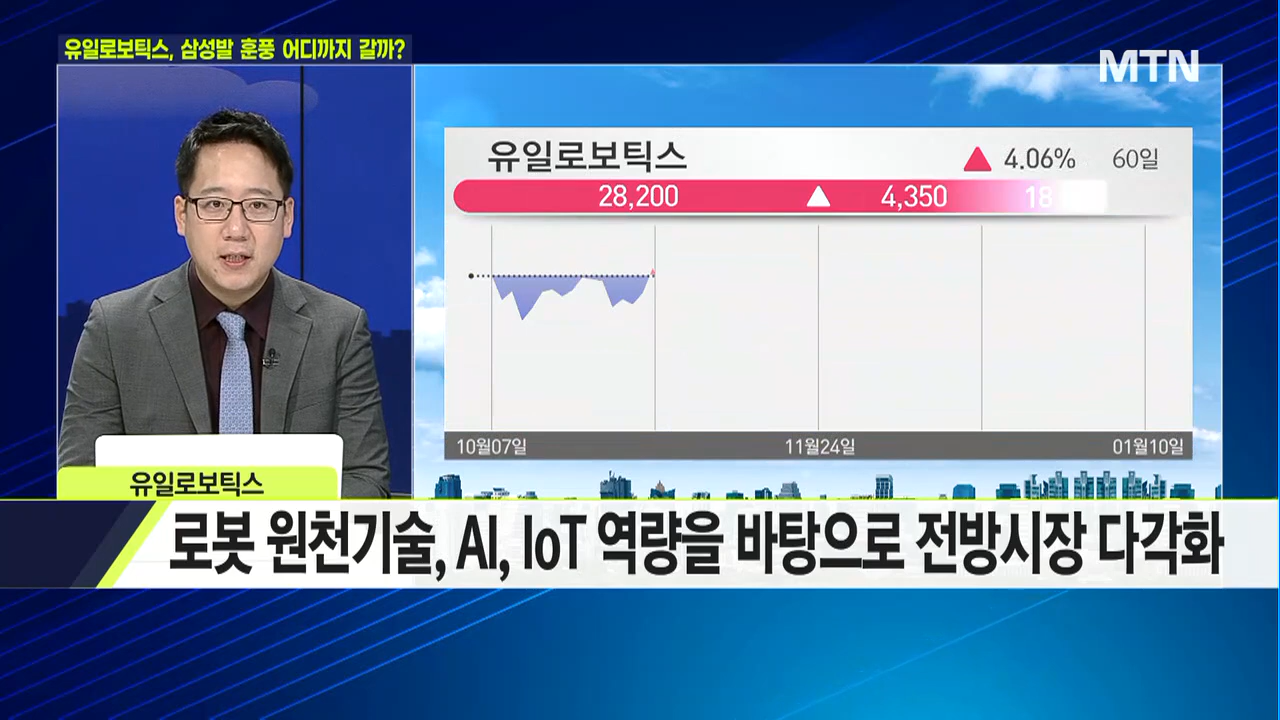 유일로보틱스, 삼성발 훈풍 어디까지 갈까?
MTN
유일로보틱스 ▲ 4.06% 60일
28,200 ▲ 4,350 18
10월07일 11월24일 01월10일
유일로보틱스
로봇 원천기술, AI, IoT 역량을 바탕으로 전방시장 다각화